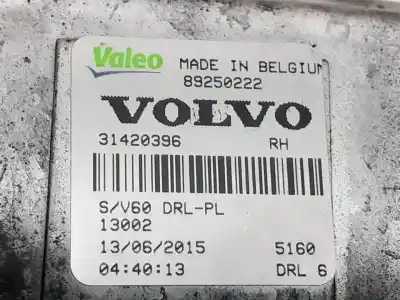 Valeo MADE IN BELGIUM
89250222
VOLVO
31420396 RH
S/V60 DRL-PL
13002
13/06/2015 5160
04:40:13 DRL 6